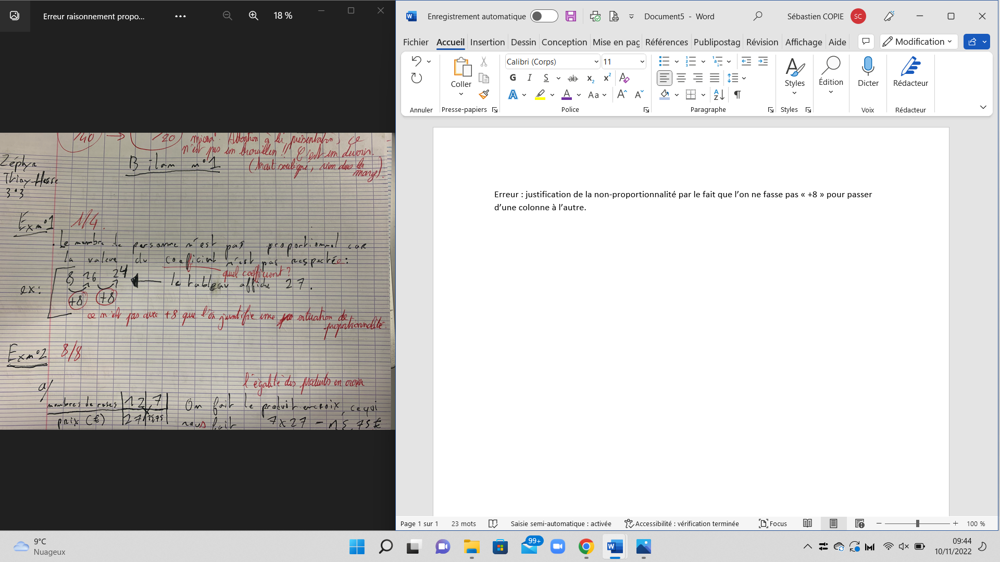 Erreur raisonnement propo...
18 %
/40 → /20 Attention à la présentation, ce
n'est pas un brouillon !! C'est un devoir.
Bilan n°1
(trait souligné, rien dans la
marge).
Zéphyr
Thiny-Hesse
3°3
Ex n°1 1/4.
. Le nombre de personne n'est pas proportionnel car
la valeur du coeficient n'est pas respectée :
quel coefficient ?
ex: 8 16 24 ← le tableau affiche 27.
+8 +8
ce n'est pas avec +8 que l'on justifie une situation de
proportionnalité.
Ex n°2 8/8
l'égalité des produits en croix
a/
nombres de roses 12 7 On fait le produit en croix, ce qui
prix (€) 27 15,75 nous fait 7x27 = 15,75€
Enregistrement automatique
Document5 - Word
Sébastien COPIE
SC
Fichier Accueil Insertion Dessin Conception Mise en pag Références Publipostag Révision Affichage Aide
Modification
Coller
Calibri (Corps) 11
G I S ab x₂ x²
A A Aa A A
Styles
Édition
Dicter
Rédacteur
Annuler Presse-papiers Police Paragraphe Styles Voix Rédacteur
Erreur : justification de la non-proportionnalité par le fait que l'on ne fasse pas « +8 » pour passer
d'une colonne à l'autre.
Page 1 sur 1 23 mots Saisie semi-automatique : activée Accessibilité : vérification terminée Focus 100 %
9°C
Nuageux
99+
09:44
10/11/2022